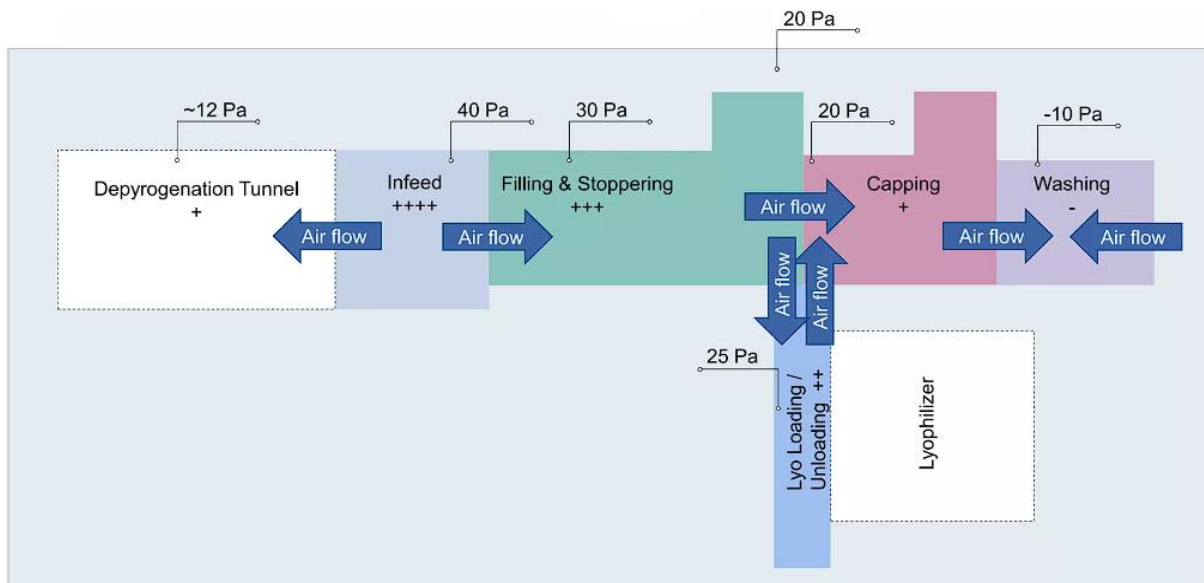 20 Pa
~12 Pa
40 Pa
30 Pa
20 Pa
-10 Pa
Depyrogenation Tunnel
+
Infeed
++++
Filling & Stoppering
+++
Capping
+
Washing
-
Air flow
Air flow
Air flow
Air flow
Air flow
Air flow
Air flow
25 Pa
Lyo Loading /
Unloading ++
Lyophilizer